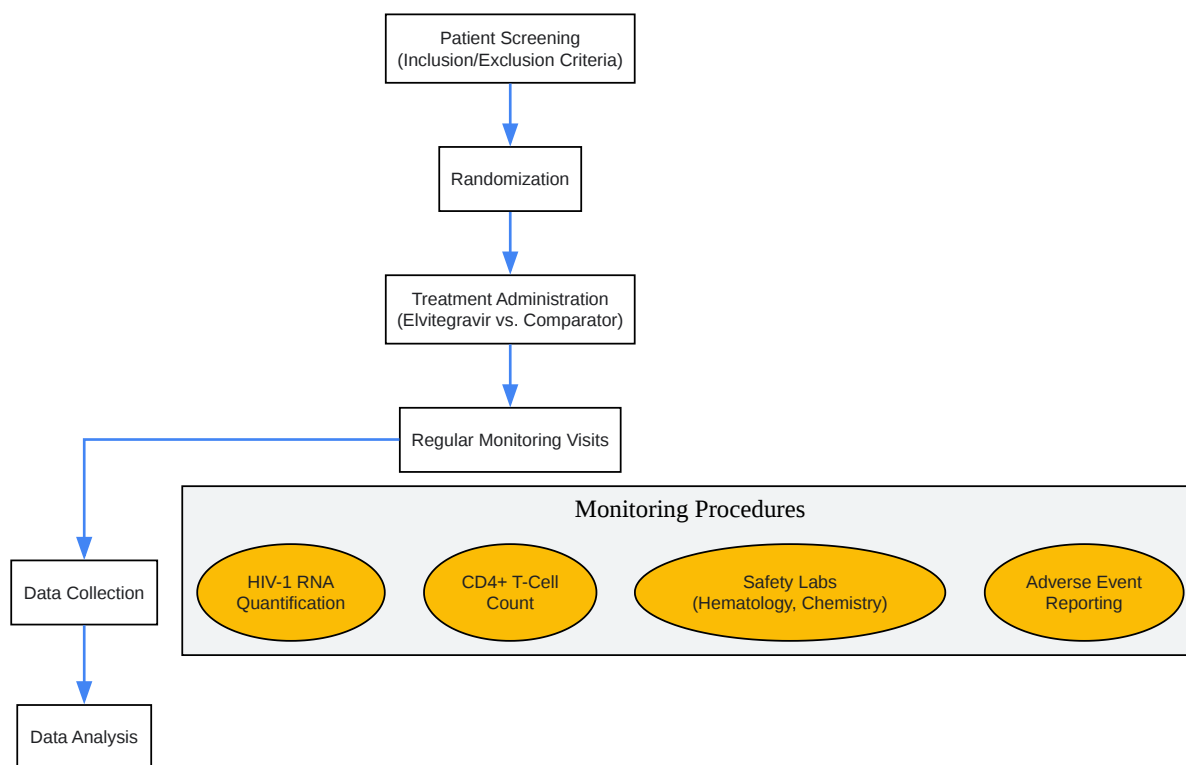 Patient Screening
(Inclusion/Exclusion Criteria)
Randomization
Treatment Administration
(Elvitegravir vs. Comparator)
Regular Monitoring Visits
Monitoring Procedures
Data Collection
HIV-1 RNA
Quantification
CD4+ T-Cell
Count
Safety Labs
(Hematology, Chemistry)
Adverse Event
Reporting
Data Analysis